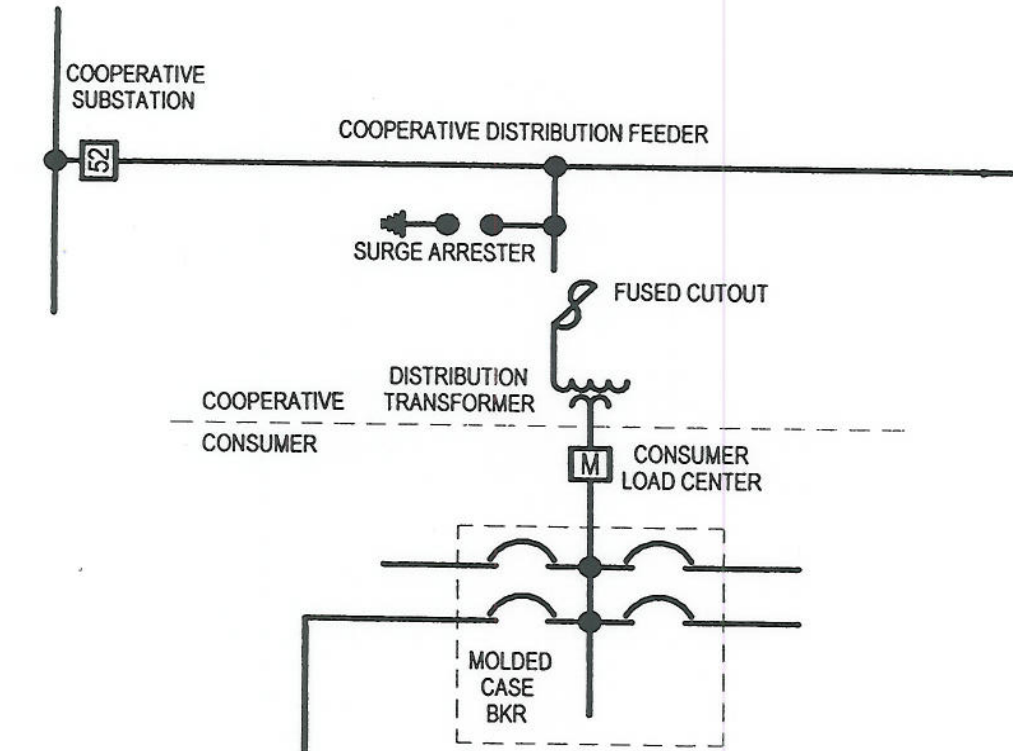 COOPERATIVE
SUBSTATION
COOPERATIVE DISTRIBUTION FEEDER
52
SURGE ARRESTER
FUSED CUTOUT
DISTRIBUTION
TRANSFORMER
COOPERATIVE
CONSUMER
M
CONSUMER
LOAD CENTER
MOLDED
CASE
BKR